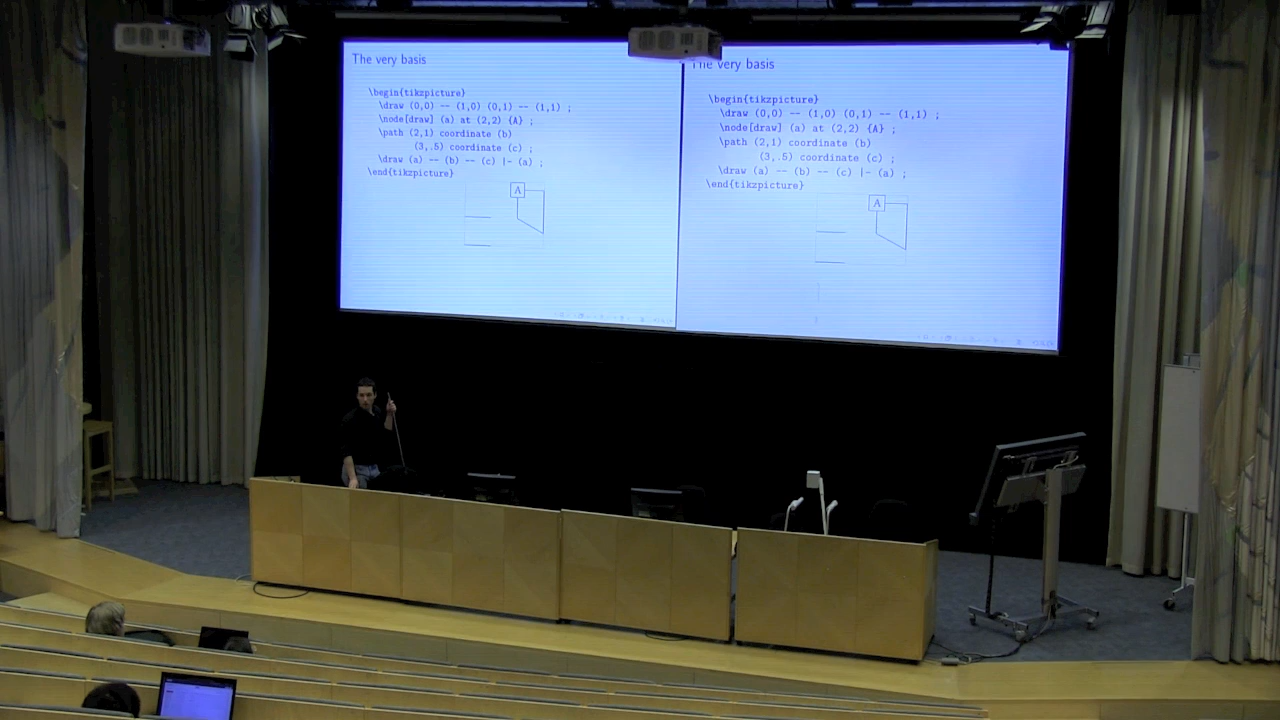 The very basis
\begin{tikzpicture}
\draw (0,0) -- (1,0) (0,1) -- (1,1) ;
\node[draw] (a) at (2,2) {A} ;
\path (2,1) coordinate (b)
(3,.5) coordinate (c) ;
\draw (a) -- (b) -- (c) |- (a) ;
\end{tikzpicture}
A
The very basis
\begin{tikzpicture}
\draw (0,0) -- (1,0) (0,1) -- (1,1) ;
\node[draw] (a) at (2,2) {A} ;
\path (2,1) coordinate (b)
(3,.5) coordinate (c) ;
\draw (a) -- (b) -- (c) |- (a) ;
\end{tikzpicture}
A